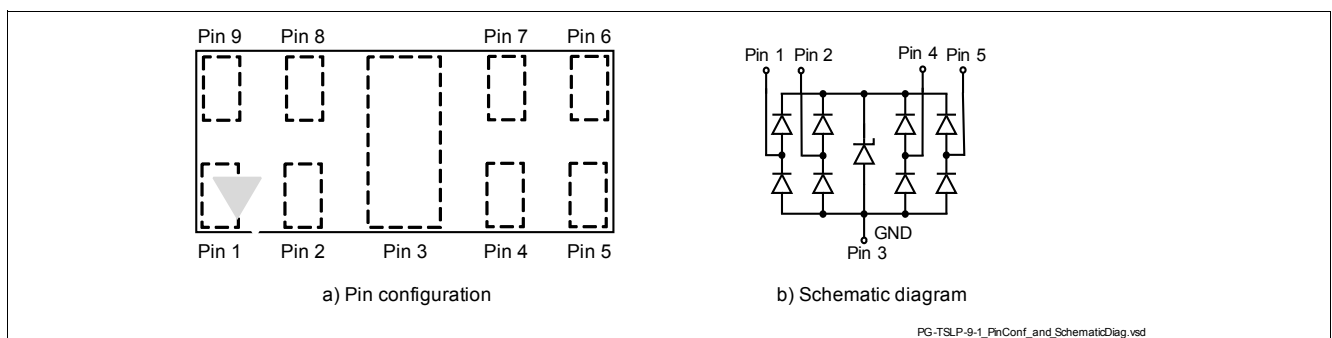 Pin 9 Pin 8 Pin 7 Pin 6
Pin 1 Pin 2 Pin 3 Pin 4 Pin 5
a) Pin configuration
Pin 1 Pin 2 Pin 4 Pin 5
GND
Pin 3
b) Schematic diagram
PG-TSLP-9-1_PinConf_and_SchematicDiag.vsd